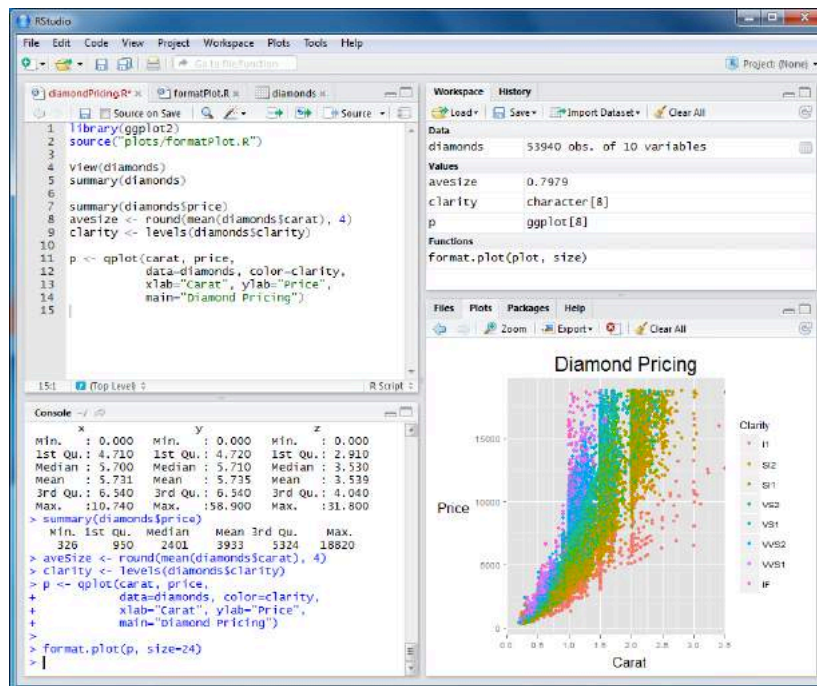 RStudio
File Edit Code View Project Workspace Plots Tools Help
Go to file/function
Project: (None)
diamondPricing.R*
formatPlot.R
diamonds
Source on Save
Source
1 library(ggplot2)
2 source("plots/formatPlot.R")
3
4 View(diamonds)
5 summary(diamonds)
6
7 summary(diamonds$price)
8 avesize <- round(mean(diamonds$carat), 4)
9 clarity <- levels(diamonds$clarity)
10
11 p <- qplot(carat, price,
12 data=diamonds, color=clarity,
13 xlab="Carat", ylab="Price",
14 main="Diamond Pricing")
15
15:1 (Top Level) R Script
Console ~/
x y z
Min. : 0.000 Min. : 0.000 Min. : 0.000
1st Qu.: 4.710 1st Qu.: 4.720 1st Qu.: 2.910
Median : 5.700 Median : 5.710 Median : 3.530
Mean : 5.731 Mean : 5.735 Mean : 3.539
3rd Qu.: 6.540 3rd Qu.: 6.540 3rd Qu.: 4.040
Max. :10.740 Max. :58.900 Max. :31.800
> summary(diamonds$price)
Min. 1st Qu. Median Mean 3rd Qu. Max.
326 950 2401 3933 5324 18820
> aveSize <- round(mean(diamonds$carat), 4)
> clarity <- levels(diamonds$clarity)
> p <- qplot(carat, price,
+ data=diamonds, color=clarity,
+ xlab="Carat", ylab="Price",
+ main="Diamond Pricing")
>
> format.plot(p, size=24)
>
Workspace History
Load Save Import Dataset Clear All
Data
diamonds 53940 obs. of 10 variables
Values
avesize 0.7979
clarity character[8]
p ggplot[8]
Functions
format.plot(plot, size)
Files Plots Packages Help
Zoom Export Clear All
Diamond Pricing
Price
15000
10000
5000
0
0.0 0.5 1.0 1.5 2.0 2.5 3.0 3.5
Carat
Clarity
I1
SI2
SI1
VS2
VS1
VVS2
VVS1
IF